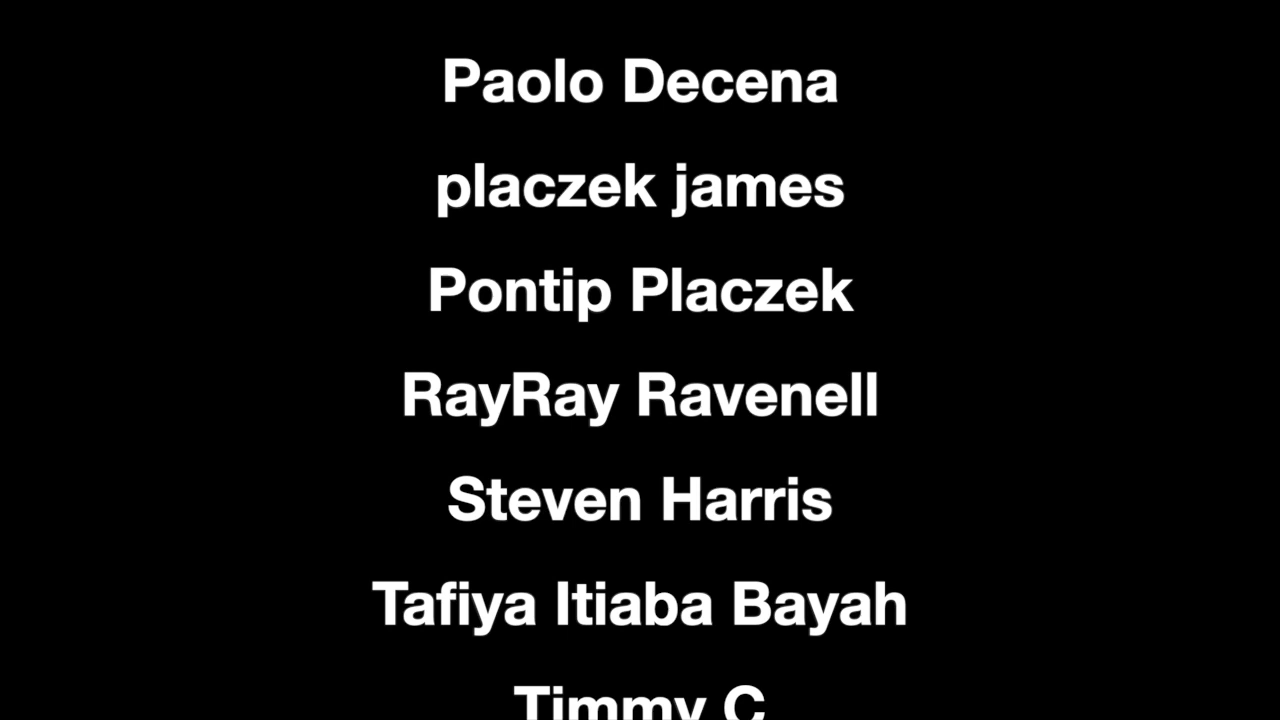 Paolo Decena
placzek james
Pontip Placzek
RayRay Ravenell
Steven Harris
Tafiya Itiaba Bayah
Timmy C